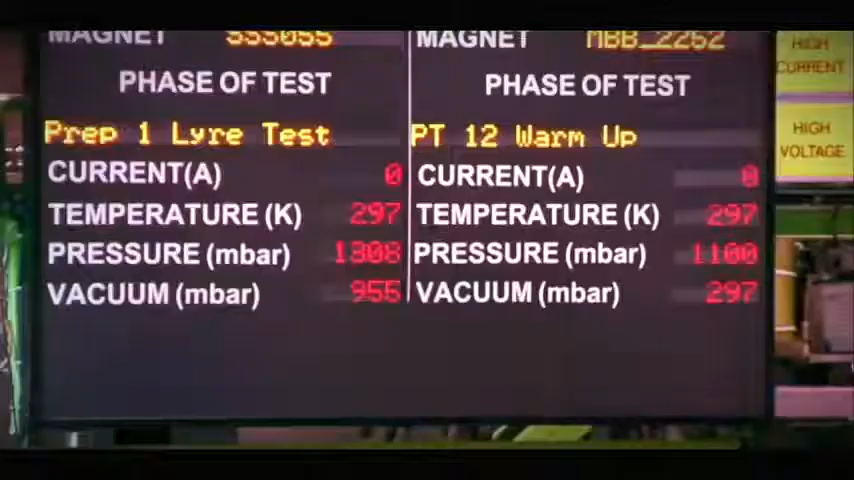 MAGNET SSS055
PHASE OF TEST
Prep 1 Lyre Test
CURRENT(A) 0
TEMPERATURE (K) 297
PRESSURE (mbar) 1308
VACUUM (mbar) 955
MAGNET MBB_2252
PHASE OF TEST
PT 12 Warm Up
CURRENT(A) 0
TEMPERATURE (K) 297
PRESSURE (mbar) 1100
VACUUM (mbar) 297
HIGH
CURRENT
HIGH
VOLTAGE